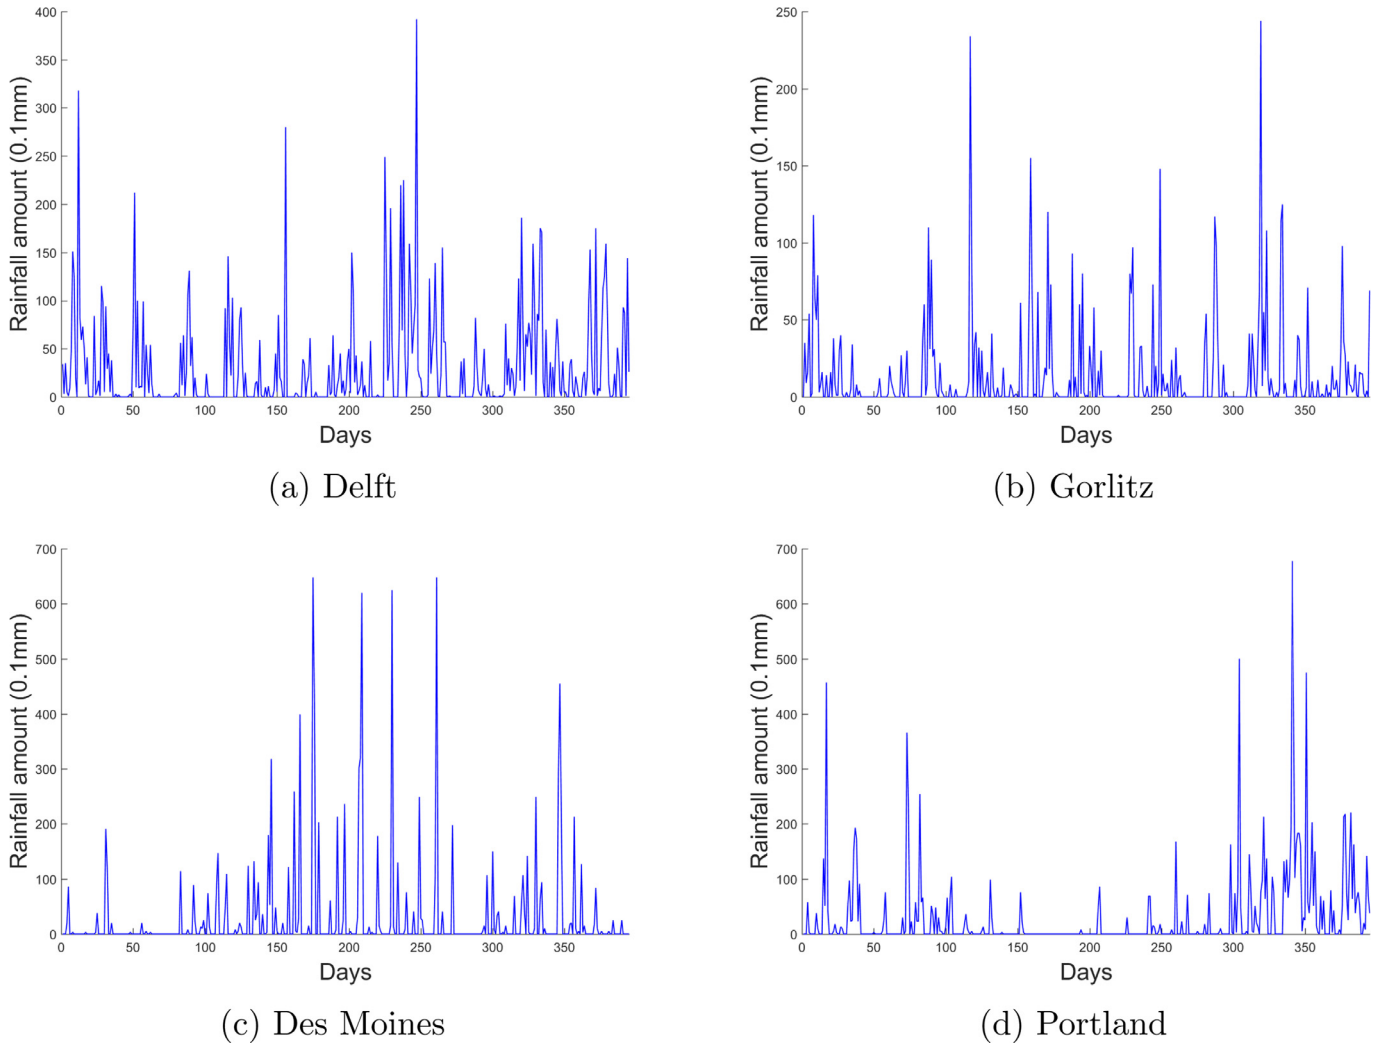 400
350
300
250
200
150
100
50
0
0 50 100 150 200 250 300 350
Rainfall amount (0.1mm)
Days
(a) Delft
250
200
150
100
50
0
0 50 100 150 200 250 300 350
Rainfall amount (0.1mm)
Days
(b) Gorlitz
700
600
500
400
300
200
100
0
0 50 100 150 200 250 300 350
Rainfall amount (0.1mm)
Days
(c) Des Moines
700
600
500
400
300
200
100
0
0 50 100 150 200 250 300 350
Rainfall amount (0.1mm)
Days
(d) Portland